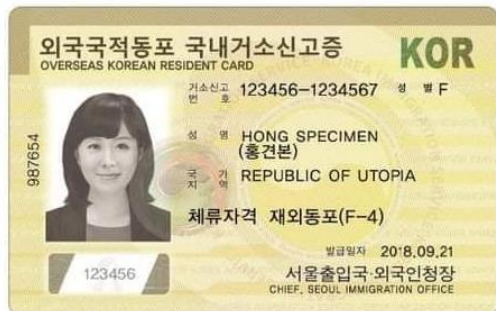 외국국적동포 국내거소신고증 KOR
OVERSEAS KOREAN RESIDENT CARD
거소신고번호 123456-1234567 성별 F
성명 HONG SPECIMEN
(홍견본)
국가지역 REPUBLIC OF UTOPIA
체류자격 재외동포(F-4)
발급일자 2018.09.21
서울출입국·외국인청장
CHIEF, SEOUL IMMIGRATION OFFICE
987654
123456